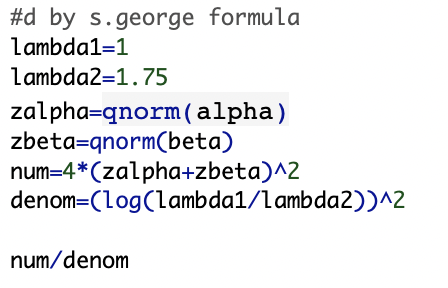 #d by s.george formula
lambda1=1
lambda2=1.75
zalpha=qnorm(alpha)
zbeta=qnorm(beta)
num=4*(zalpha+zbeta)^2
denom=(log(lambda1/lambda2))^2
num/denom